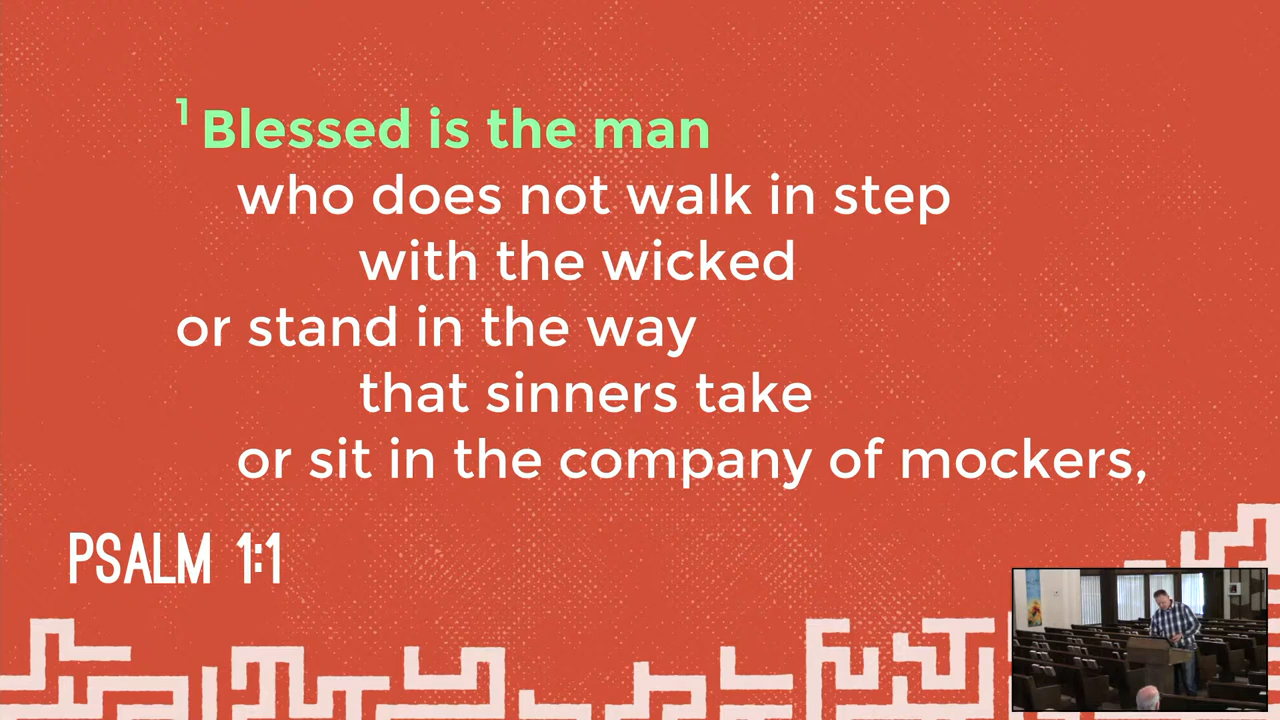 1 Blessed is the man
who does not walk in step
with the wicked
or stand in the way
that sinners take
or sit in the company of mockers,
PSALM 1:1